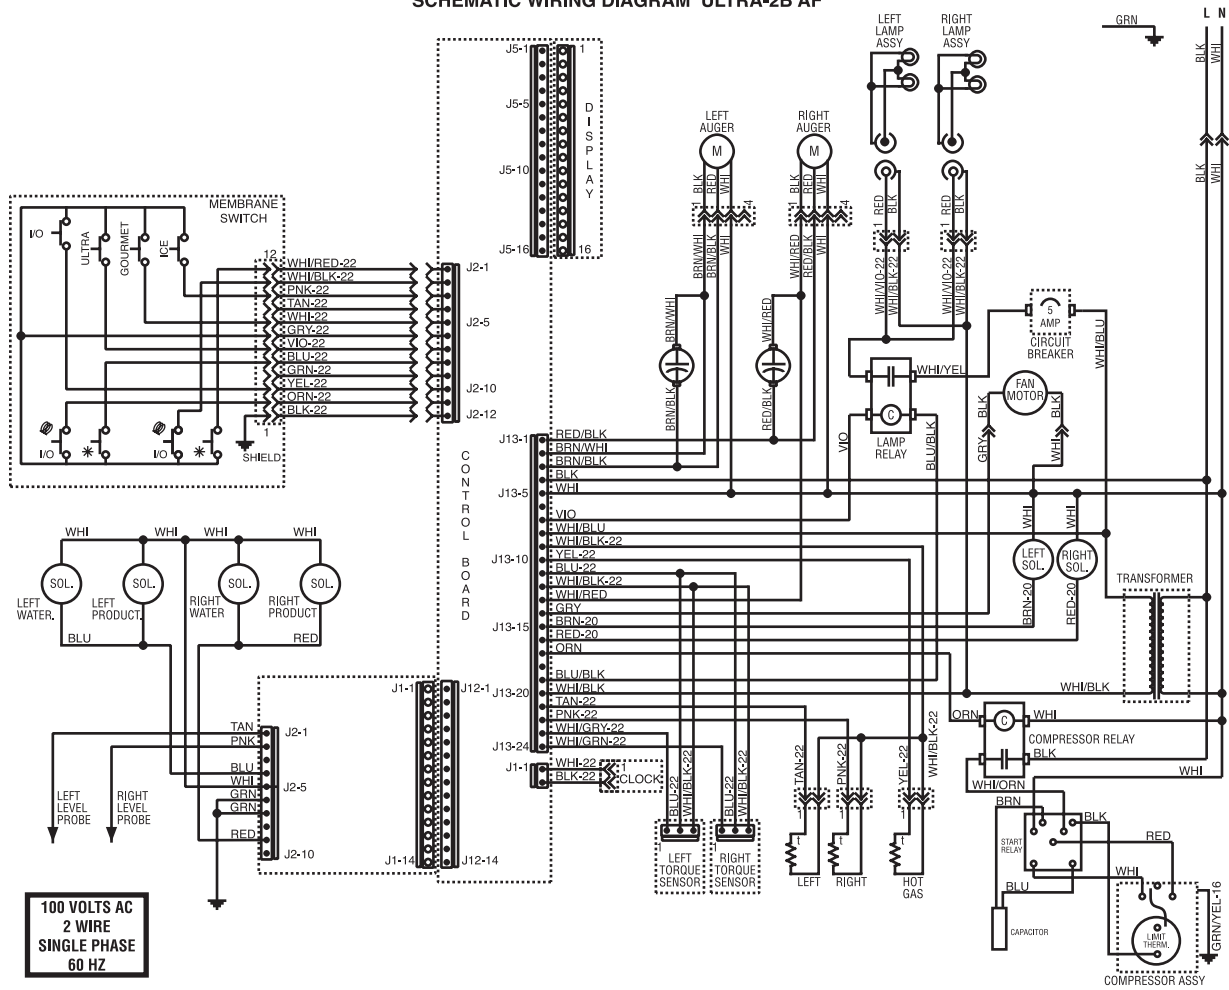 SCHEMATIC WIRING DIAGRAM ULTRA-2B AF
GRN
L N
BLK
WHI
BLK
WHI
LEFT
LAMP
ASSY
RIGHT
LAMP
ASSY
J5-1
J5-5
J5-10
J5-16
1
16
DISPLAY
LEFT
AUGER
M
BLK
RED
WHI
1
4
BRN/WHI
BRN/BLK
WHI
BRN/WHI
BRN/BLK
RIGHT
AUGER
M
BLK
RED
WHI
1
4
WHI/RED
RED/BLK
WHI
WHI/RED
RED/BLK
1
RED
BLK
WHI/VIO-22
WHI/BLK-22
1
RED
BLK
WHI/VIO-22
WHI/BLK-22
5
AMP
CIRCUIT
BREAKER
WHI/BLU
WHI/YEL
C
LAMP
RELAY
VIO
BLU/BLK
FAN
MOTOR
BLK
GRY
BLK
WHI
MEMBRANE
SWITCH
I/O
ULTRA
GOURMET
ICE
I/O
I/O
SHIELD
12
1
WHI/RED-22
WHI/BLK-22
PNK-22
TAN-22
WHI-22
GRY-22
VIO-22
BLU-22
GRN-22
YEL-22
ORN-22
BLK-22
J2-1
J2-5
J2-10
J2-12
CONTROL BOARD
J13-1
J13-5
J13-10
J13-15
J13-20
J13-24
RED/BLK
BRN/WHI
BRN/BLK
BLK
WHI
VIO
WHI/BLU
WHI/BLK-22
YEL-22
BLU-22
WHI/BLK-22
WHI/RED
GRY
BRN-20
RED-20
ORN
BLU/BLK
WHI/BLK
TAN-22
PNK-22
WHI/GRY-22
WHI/GRN-22
J1-1
WHI-22
BLK-22
1
CLOCK
WHI
WHI
WHI
WHI
SOL.
SOL.
SOL.
SOL.
LEFT
WATER.
LEFT
PRODUCT.
RIGHT
WATER
RIGHT
PRODUCT
BLU
RED
TAN
PNK
BLU
WHI
GRN
GRN
RED
J2-1
J2-5
J2-10
J1-1
J1-14
J12-1
J12-14
LEFT
LEVEL
PROBE
RIGHT
LEVEL
PROBE
WHI
WHI
LEFT
SOL.
RIGHT
SOL.
BRN-20
RED-20
TRANSFORMER
WHI/BLK
BLU-22
WHI/BLK-22
1
LEFT
TORQUE
SENSOR
BLU-22
WHI/BLK-22
1
RIGHT
TORQUE
SENSOR
TAN-22
1
t
LEFT
PNK-22
1
t
RIGHT
YEL-22
WHI/BLK-22
1
t
HOT
GAS
ORN
C
WHI
COMPRESSOR RELAY
BLK
WHI
WHI/ORN
BRN
BLK
START
RELAY
RED
WHI
BLU
CAPACITOR
LIMIT
THERM.
GRN/YEL-16
COMPRESSOR ASSY
100 VOLTS AC
2 WIRE
SINGLE PHASE
60 HZ